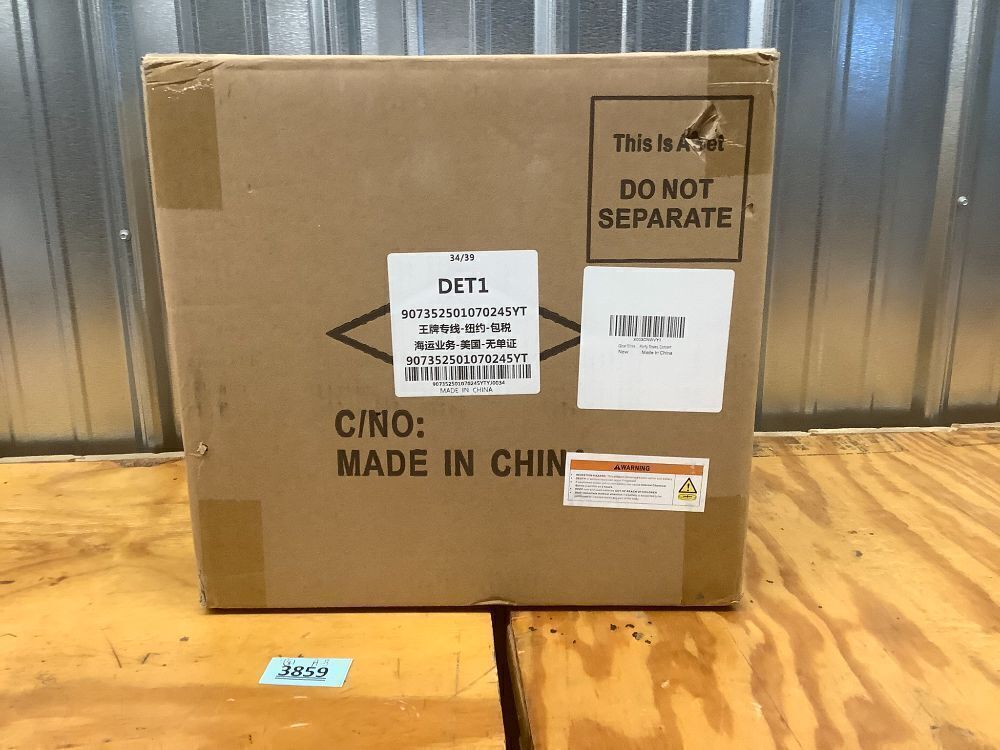 This Is A Set
DO NOT
SEPARATE
34/39
DET1
907352501070245YT
王牌专线-纽约-包税
海运业务-美国-无单证
907352501070245YT
907352501070245YTYJ0034
MADE IN CHINA
New
Made In China
C/NO:
MADE IN CHIN
WARNING
3859